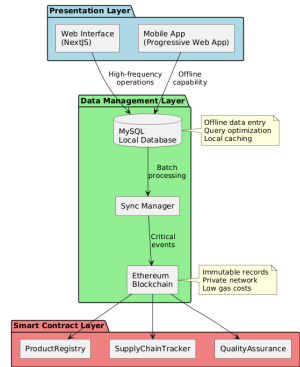 Presentation Layer
Web Interface
(NextJS)
Mobile App
(Progressive Web App)
High-frequency
operations
Offline
capability
Data Management Layer
MySQL
Local Database
Offline data entry
Query optimization
Local caching
Batch
processing
Sync Manager
Critical
events
Ethereum
Blockchain
Immutable records
Private network
Low gas costs
Smart Contract Layer
ProductRegistry
SupplyChainTracker
QualityAssurance